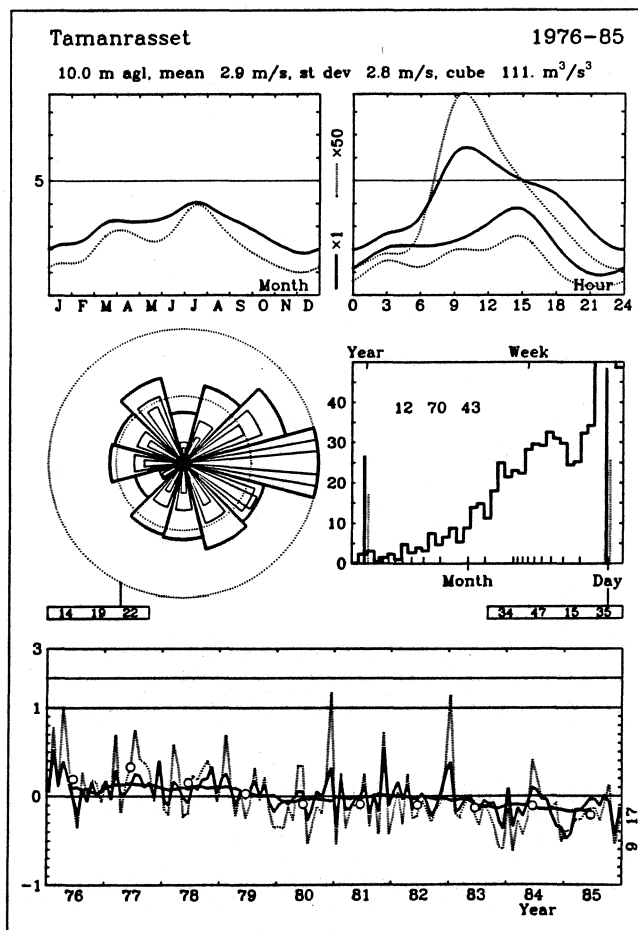 Tamanrasset 1976-85
10.0 m agl, mean 2.9 m/s, st dev 2.8 m/s, cube 111. m³/s³
5
×1 ×50
Month
J F M A M J J A S O N D
Hour
0 3 6 9 12 15 18 21 24
Year Week
12 70 43
40
30
20
10
0
Month Day
14 19 22
34 47 15 35
3
1
0
-1
9 17
76 77 78 79 80 81 82 83 84 85
Year